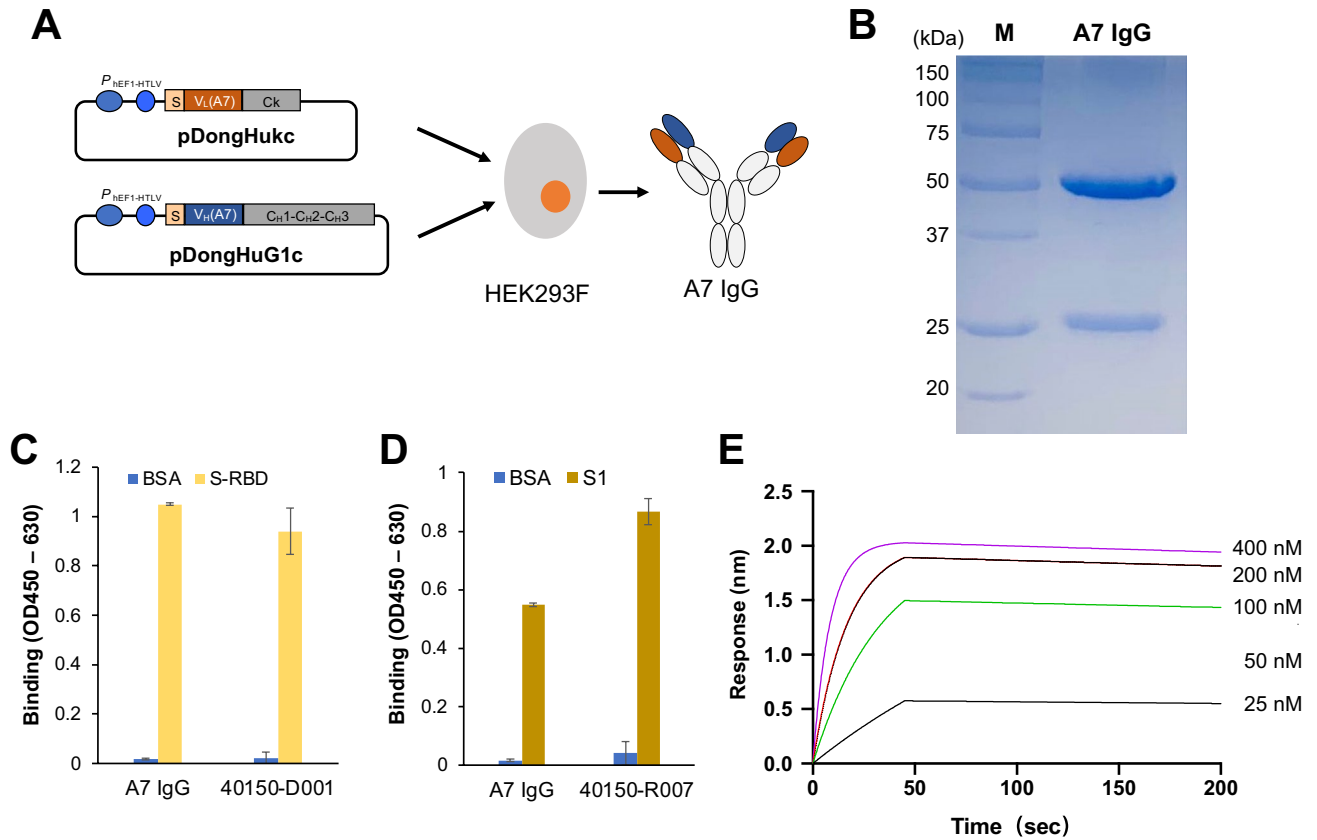 A
P hEF1-HTLV
S VL(A7) Ck
pDongHukc
P hEF1-HTLV
S VH(A7) CH1-CH2-CH3
pDongHuG1c
HEK293F
A7 IgG
B
(kDa) M A7 IgG
150
100
75
50
37
25
20
C
1.2
1
0.8
0.6
0.4
0.2
0
BSA S-RBD
Binding (OD450 – 630)
A7 IgG 40150-D001
D
1
0.8
0.6
0.4
0.2
0
BSA S1
Binding (OD450 – 630)
A7 IgG 40150-R007
E
2.5
2.0
1.5
1.0
0.5
0.0
Response (nm)
400 nM
200 nM
100 nM
50 nM
25 nM
0 50 100 150 200
Time (sec)